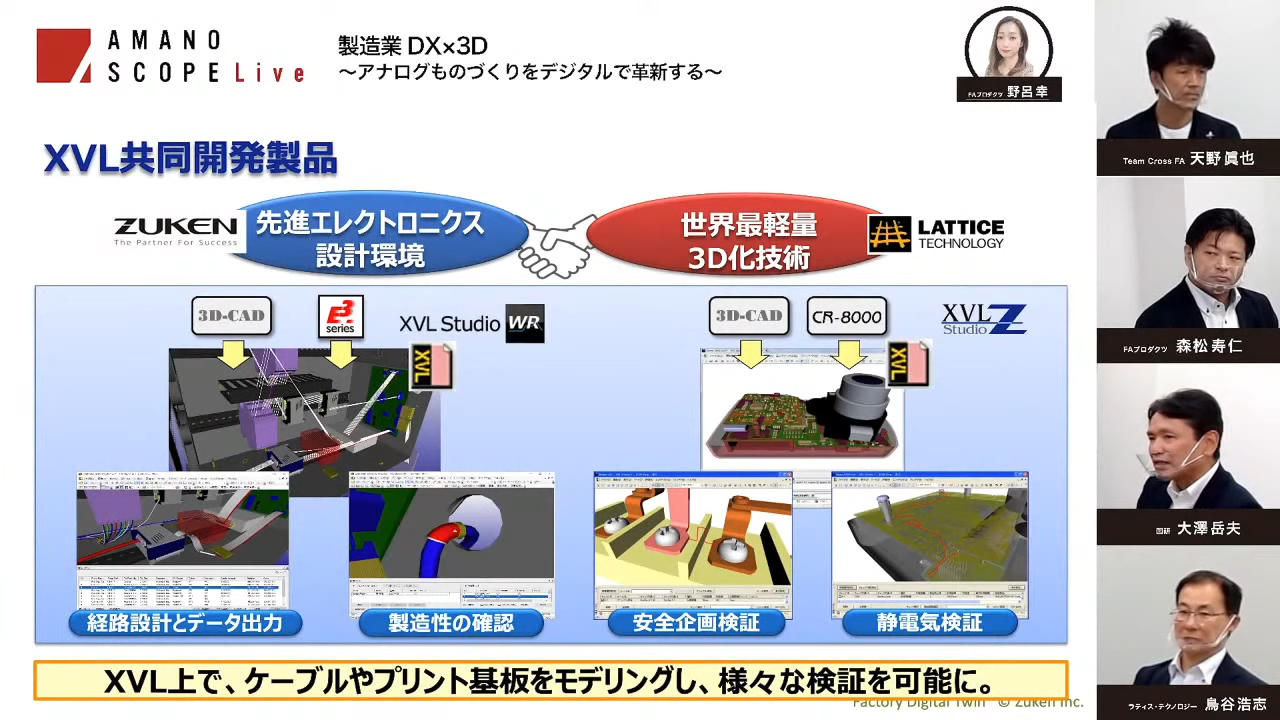 AMANO
SCOPE Live
製造業 DX×3D
～アナログものづくりをデジタルで革新する～
FAプロダクツ 野呂幸
XVL共同開発製品
ZUKEN
The Partner For Success
先進エレクトロニクス
設計環境
世界最軽量
3D化技術
LATTICE
TECHNOLOGY
3D-CAD
E3
series
XVL Studio WR
XVL
3D-CAD
CR-8000
XVL
Studio Z
XVL
経路設計とデータ出力
製造性の確認
安全企画検証
静電気検証
XVL上で、ケーブルやプリント基板をモデリングし、様々な検証を可能に。
Factory Digital Twin © Zuken Inc.
Team Cross FA 天野眞也
FAプロダクツ 森松寿仁
図研 大澤岳夫
ラティス・テクノロジー 鳥谷浩志